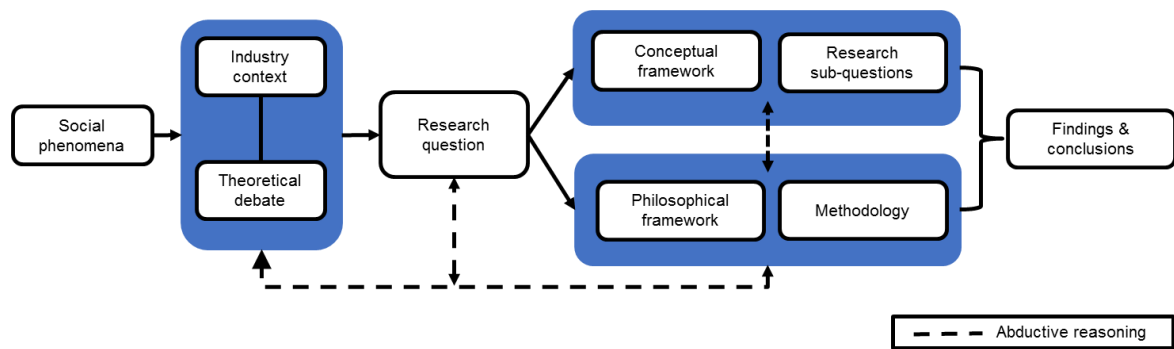 Social
phenomena
Industry
context
Theoretical
debate
Research
question
Conceptual
framework
Research
sub-questions
Philosophical
framework
Methodology
Findings &
conclusions
Abductive reasoning